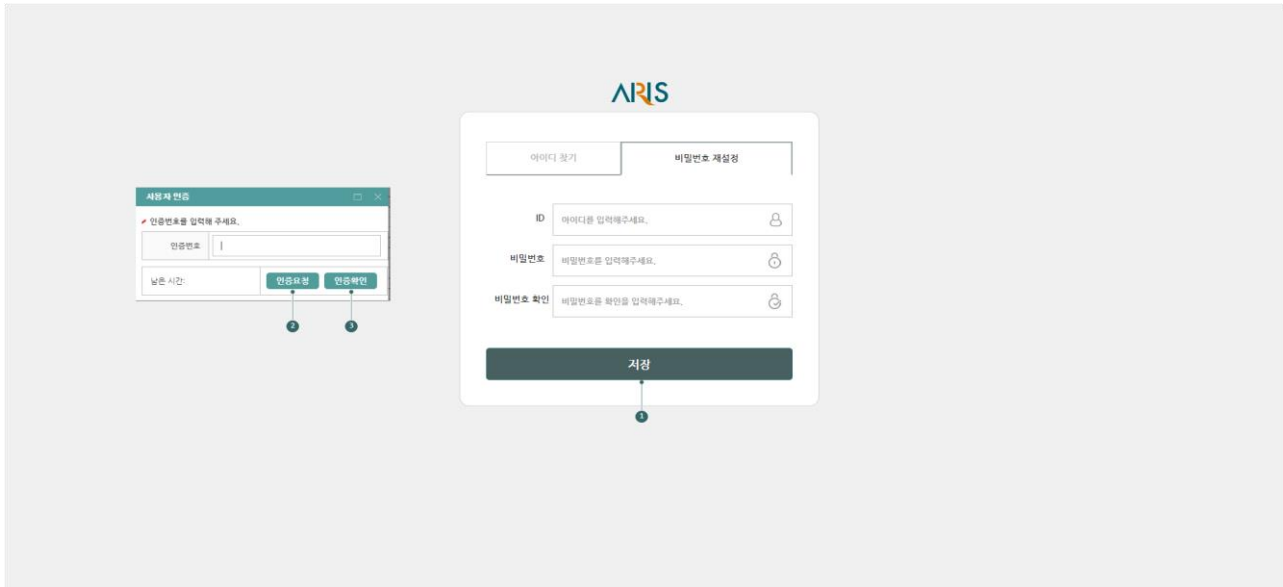 ARIS
아이디 찾기
비밀번호 재설정
사용자 인증
인증번호를 입력해 주세요.
인증번호
남은 시간:
인증요청
인증확인
2
3
ID
아이디를 입력해주세요.
비밀번호
비밀번호를 입력해주세요.
비밀번호 확인
비밀번호를 확인을 입력해주세요.
저장
1